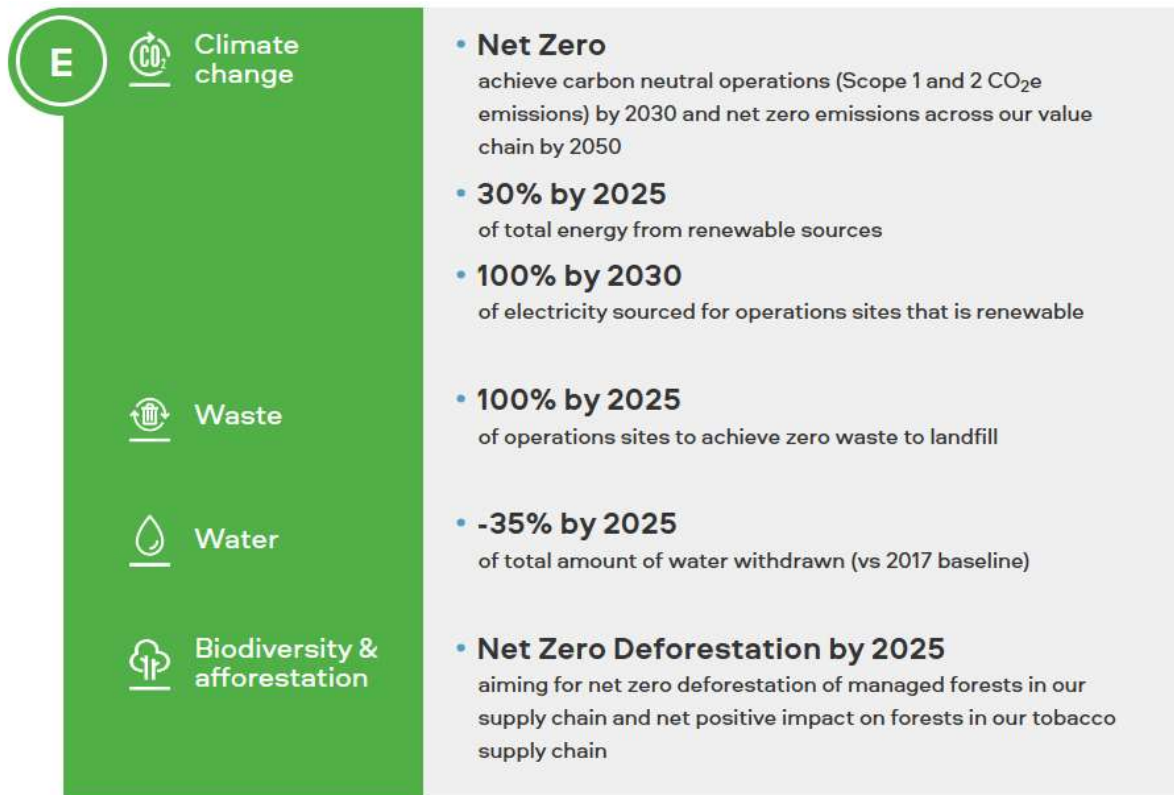 E
CO₂
Climate
change
• Net Zero
achieve carbon neutral operations (Scope 1 and 2 CO₂e
emissions) by 2030 and net zero emissions across our value
chain by 2050
• 30% by 2025
of total energy from renewable sources
• 100% by 2030
of electricity sourced for operations sites that is renewable
Waste
• 100% by 2025
of operations sites to achieve zero waste to landfill
Water
• -35% by 2025
of total amount of water withdrawn (vs 2017 baseline)
Biodiversity &
afforestation
• Net Zero Deforestation by 2025
aiming for net zero deforestation of managed forests in our
supply chain and net positive impact on forests in our tobacco
supply chain